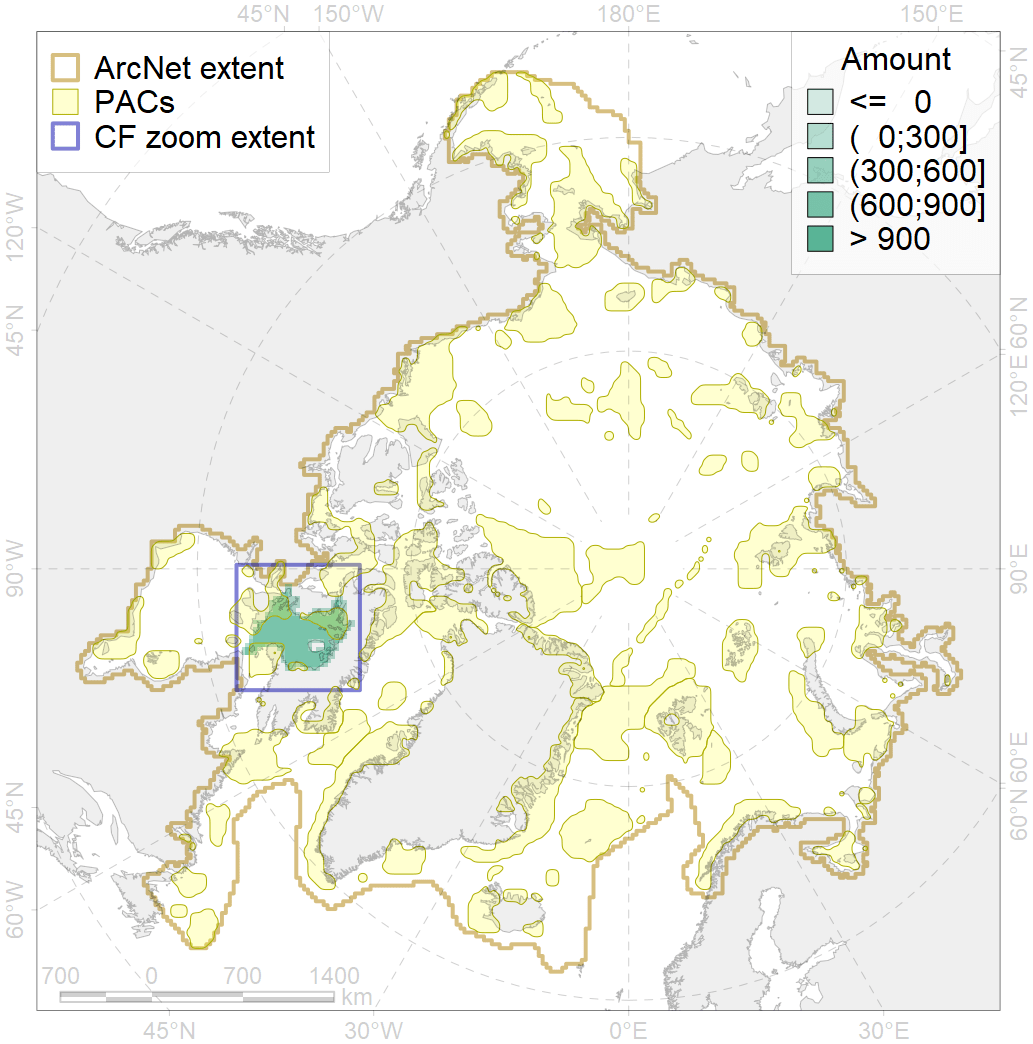 45°N 150°W 180°E 150°E
ArcNet extent
PACs
CF zoom extent
Amount
<= 0
( 0;300]
(300;600]
(600;900]
> 900
120°W
45°N
90°W
45°N
60°W
45°N
60°N
120°E
90°E
60°E
60°N
700 0 700 1400
km
45°N 30°W 0°E 30°E